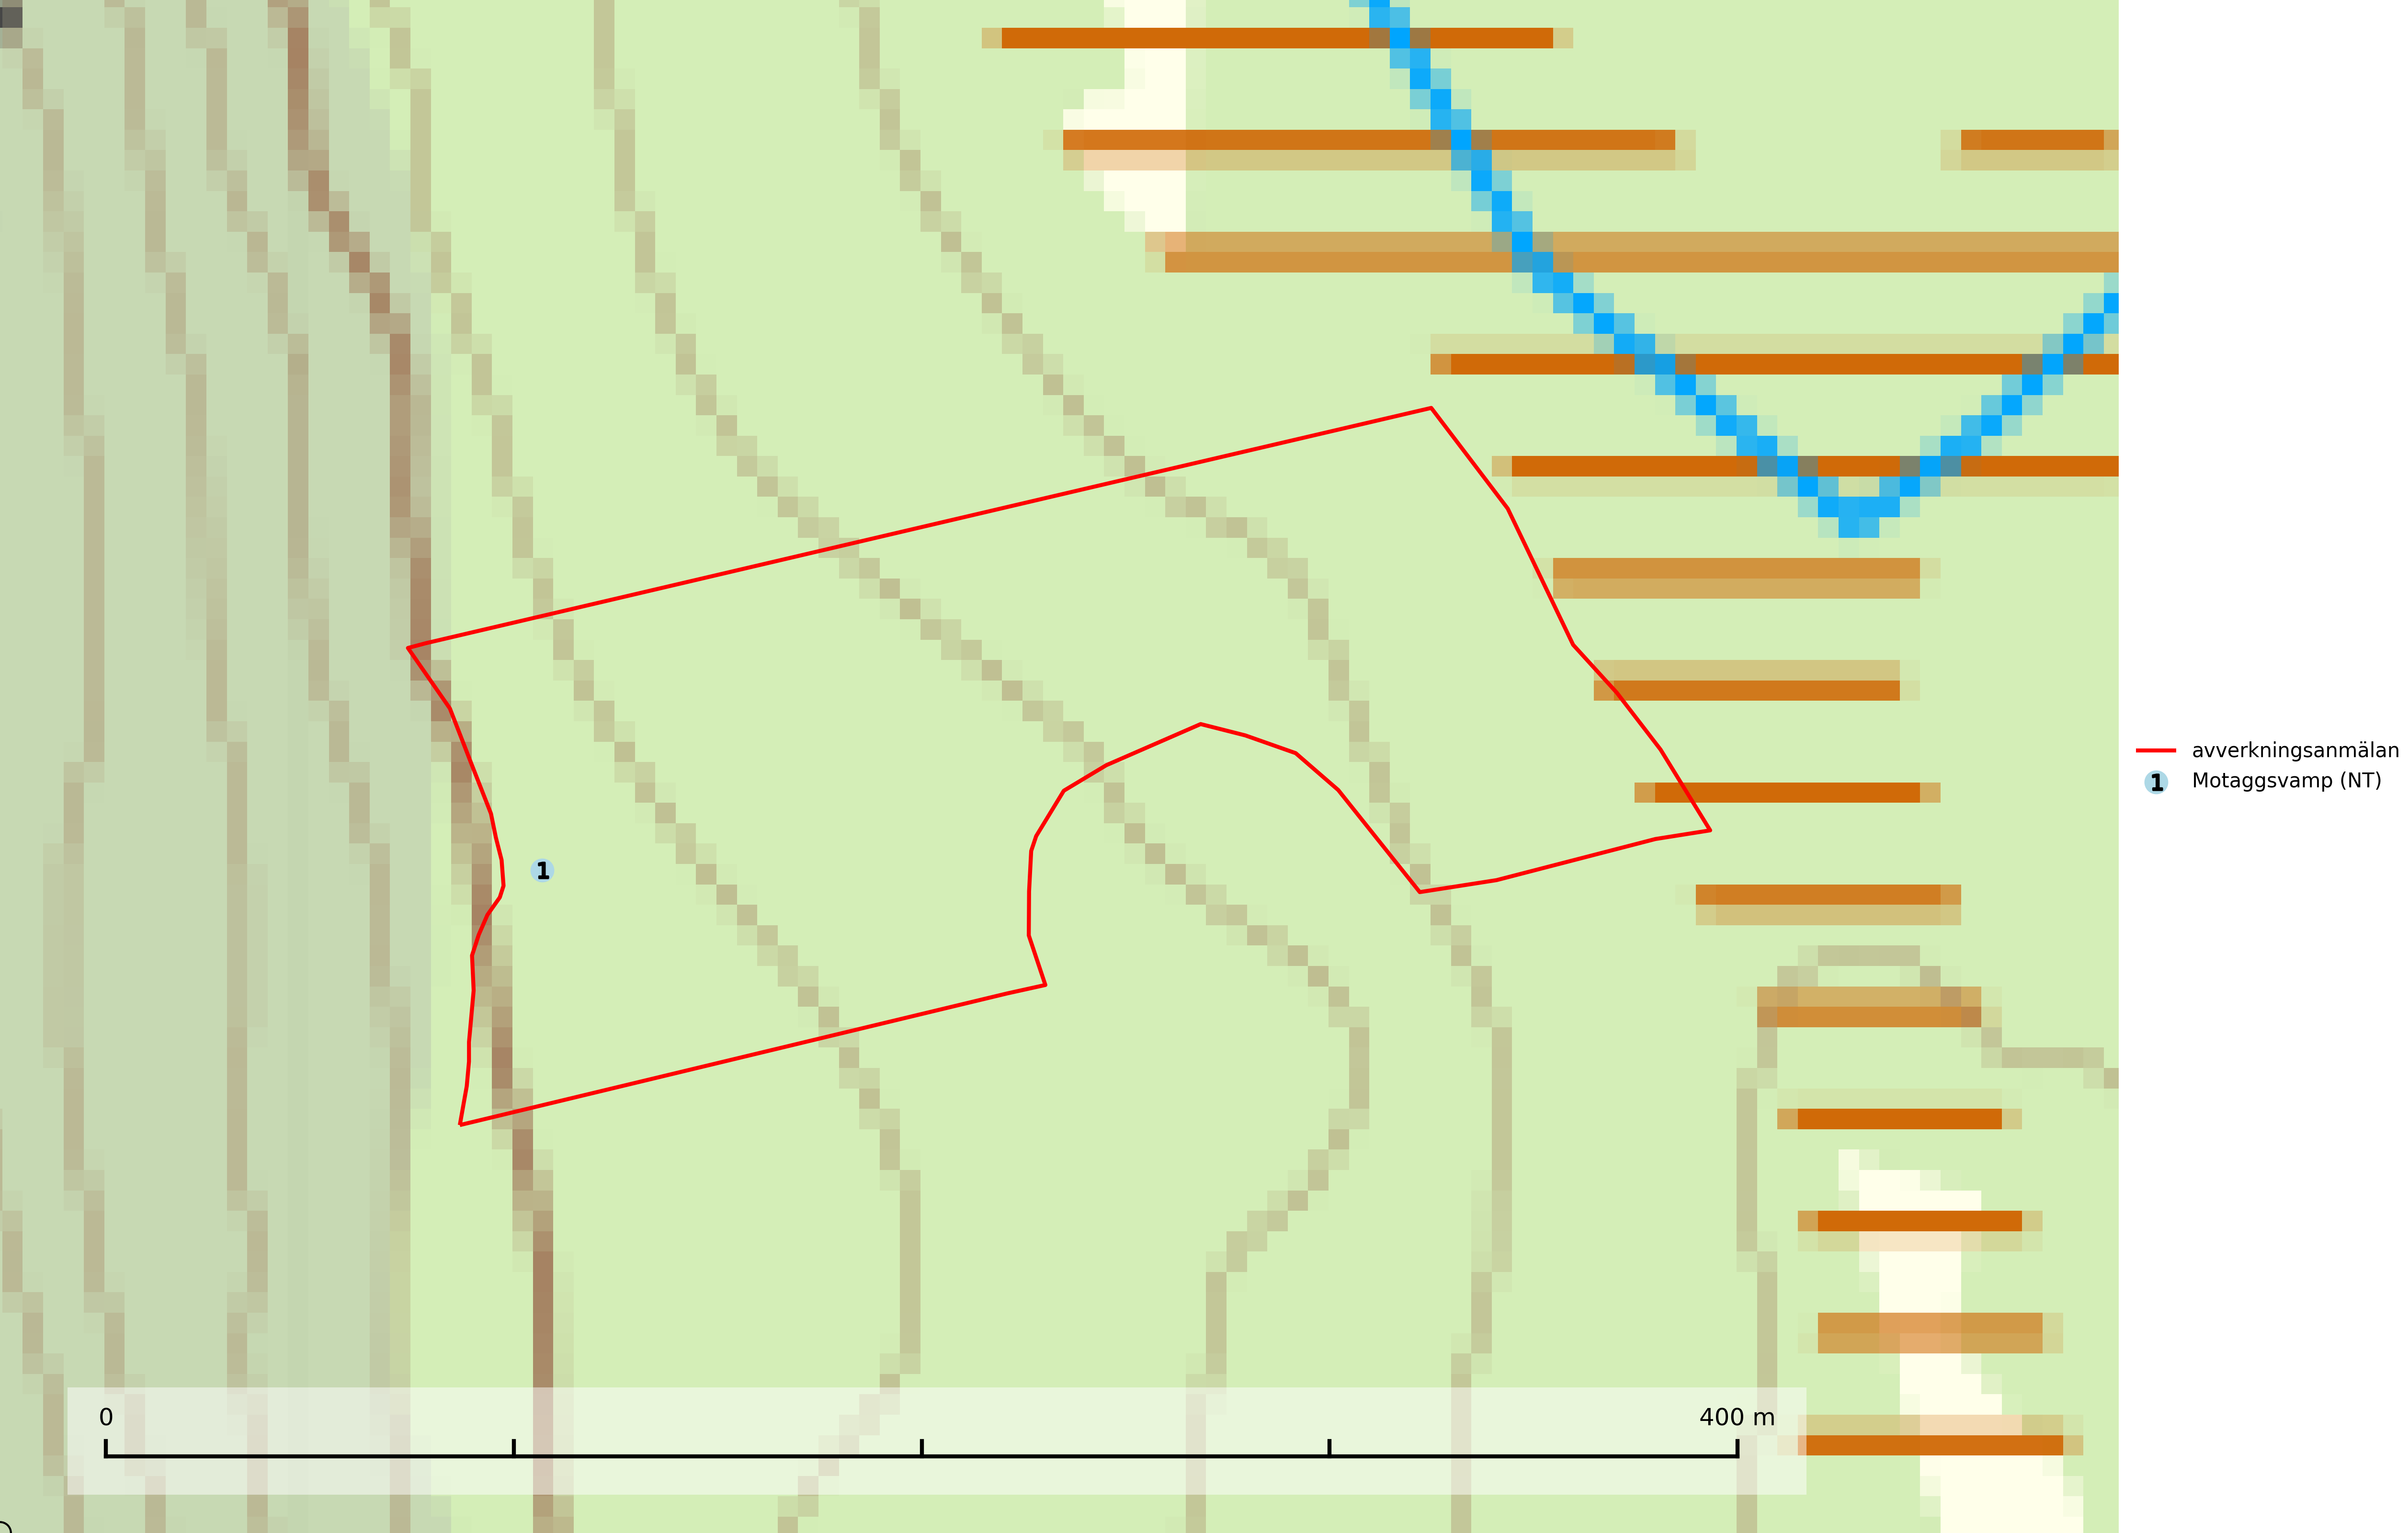 avverkningsanmälan
1 Motaggsvamp (NT)
1
0 400 m